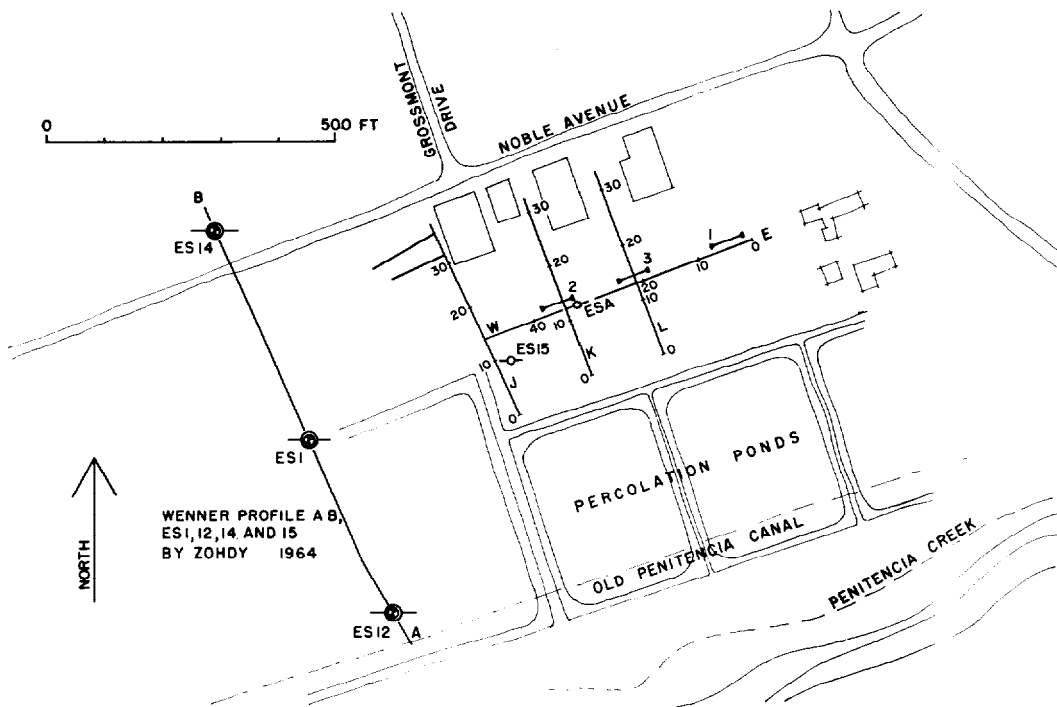 0 500 FT
GROSSMONT
DRIVE
NOBLE AVENUE
B
ES14
30
30
30
20
20
20
1
E
0
10
3
20
10
2
ESA
W
40
10
ES15
10
J
0
K
0
L
0
ES1
NORTH
WENNER PROFILE A B,
ES1, 12, 14 AND 15
BY ZOHDY 1964
PERCOLATION PONDS
OLD PENITENCIA CANAL
PENITENCIA CREEK
ES12
A